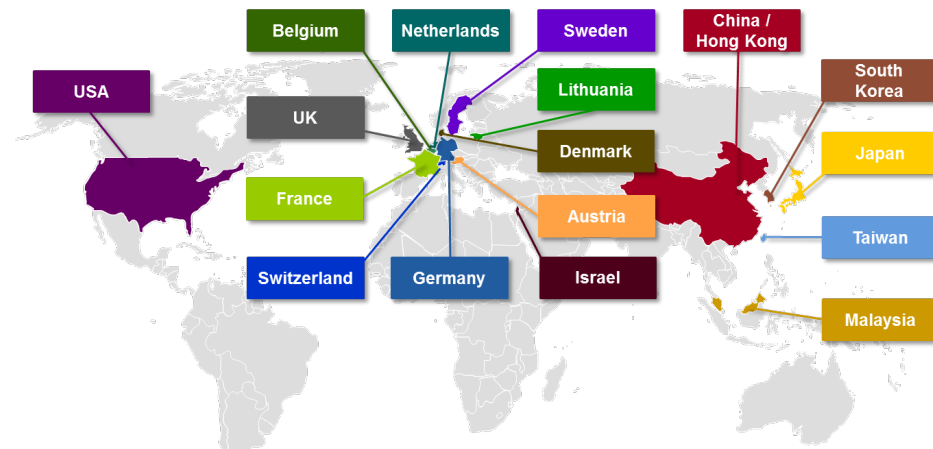 Belgium
Netherlands
Sweden
China /
Hong Kong
USA
Lithuania
South
Korea
UK
Denmark
Japan
France
Austria
Taiwan
Switzerland
Germany
Israel
Malaysia